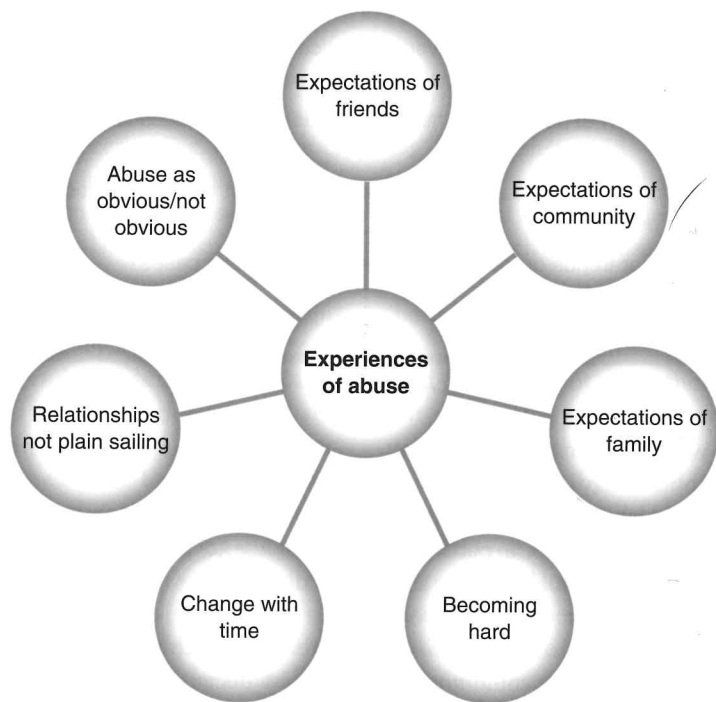 Expectations of
friends
Expectations of
community
Expectations of
family
Becoming
hard
Change with
time
Relationships
not plain sailing
Abuse as
obvious/not
obvious
Experiences
of abuse